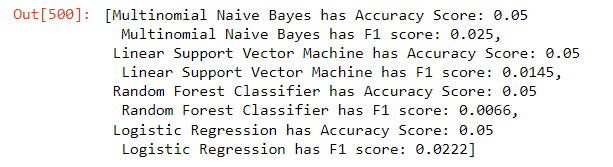 Out[500]: [Multinomial Naive Bayes has Accuracy Score: 0.05
Multinomial Naive Bayes has F1 score: 0.025,
Linear Support Vector Machine has Accuracy Score: 0.05
Linear Support Vector Machine has F1 score: 0.0145,
Random Forest Classifier has Accuracy Score: 0.05
Random Forest Classifier has F1 score: 0.0066,
Logistic Regression has Accuracy Score: 0.05
Logistic Regression has F1 score: 0.0222]